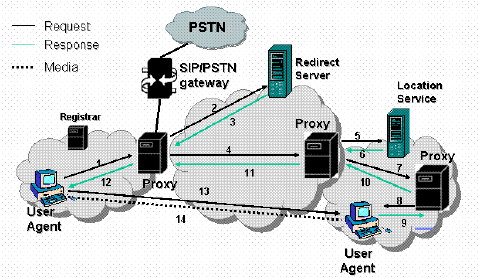 Request
Response
Media
PSTN
SIP/PSTN
gateway
Redirect
Server
Location
Service
Registrar
Proxy
Proxy
Proxy
User
Agent
User
Agent
1
2
3
4
5
6
7
8
9
10
11
12
13
14